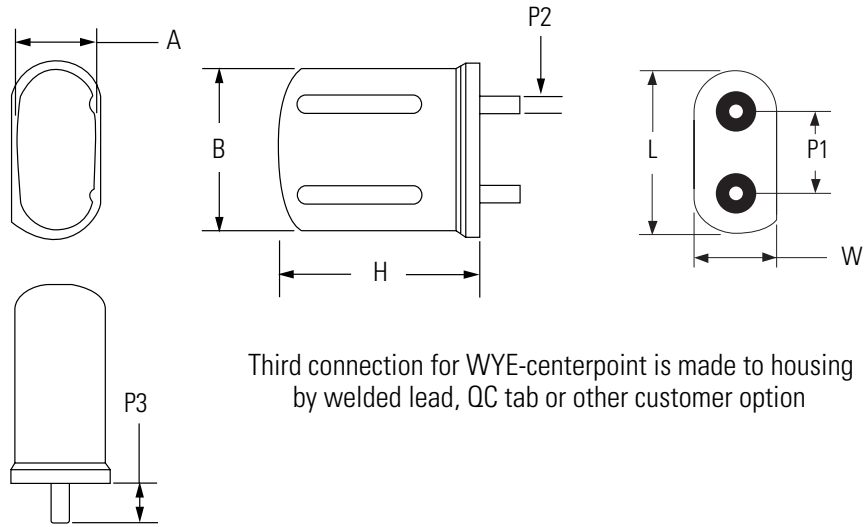 P2
A
B
L
P1
W
H
Third connection for WYE-centerpoint is made to housing
by welded lead, QC tab or other customer option
P3